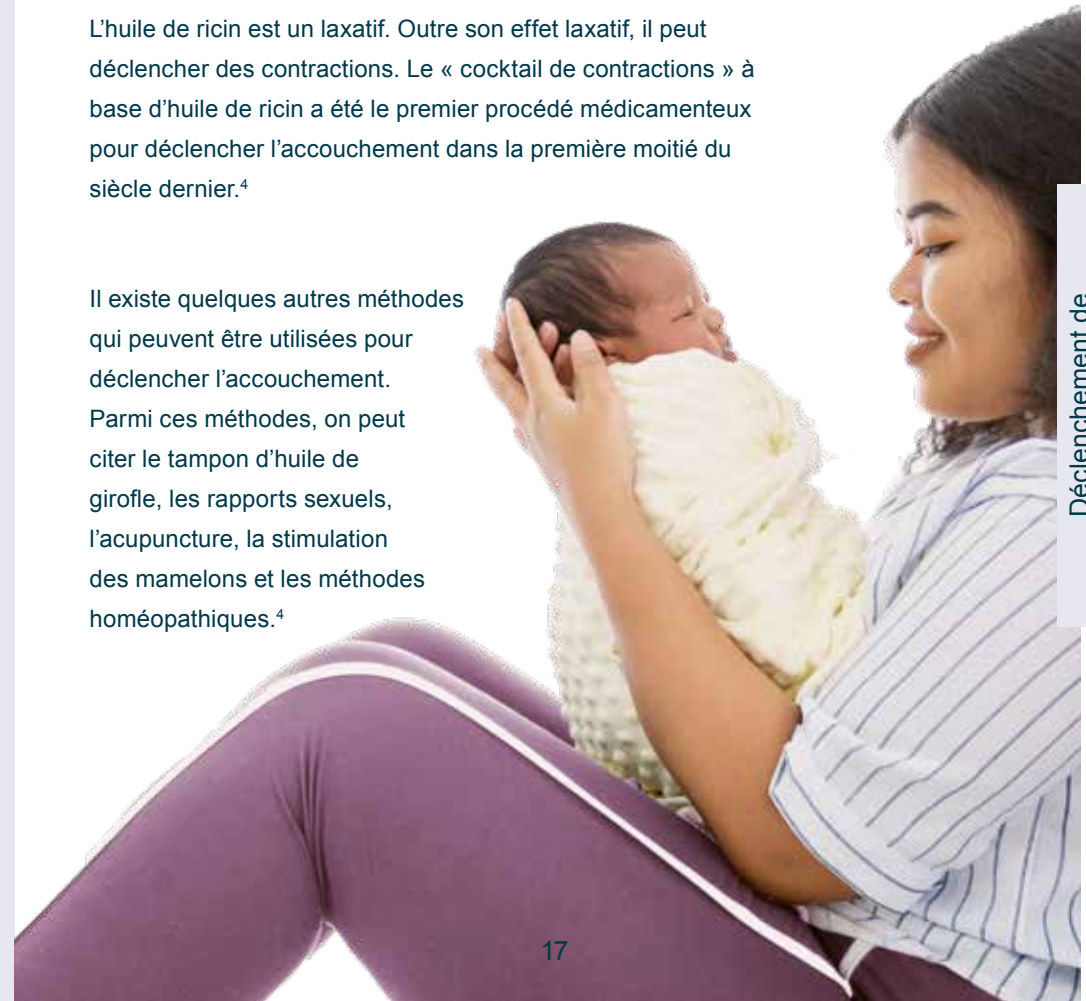 L'huile de ricin est un laxatif. Outre son effet laxatif, il peut
déclencher des contractions. Le « cocktail de contractions » à
base d'huile de ricin a été le premier procédé médicamenteux
pour déclencher l'accouchement dans la première moitié du
siècle dernier.⁴
Il existe quelques autres méthodes
qui peuvent être utilisées pour
déclencher l'accouchement.
Parmi ces méthodes, on peut
citer le tampon d'huile de
girofle, les rapports sexuels,
l'acupuncture, la stimulation
des mamelons et les méthodes
homéopathiques.⁴
Déclenchement de
17